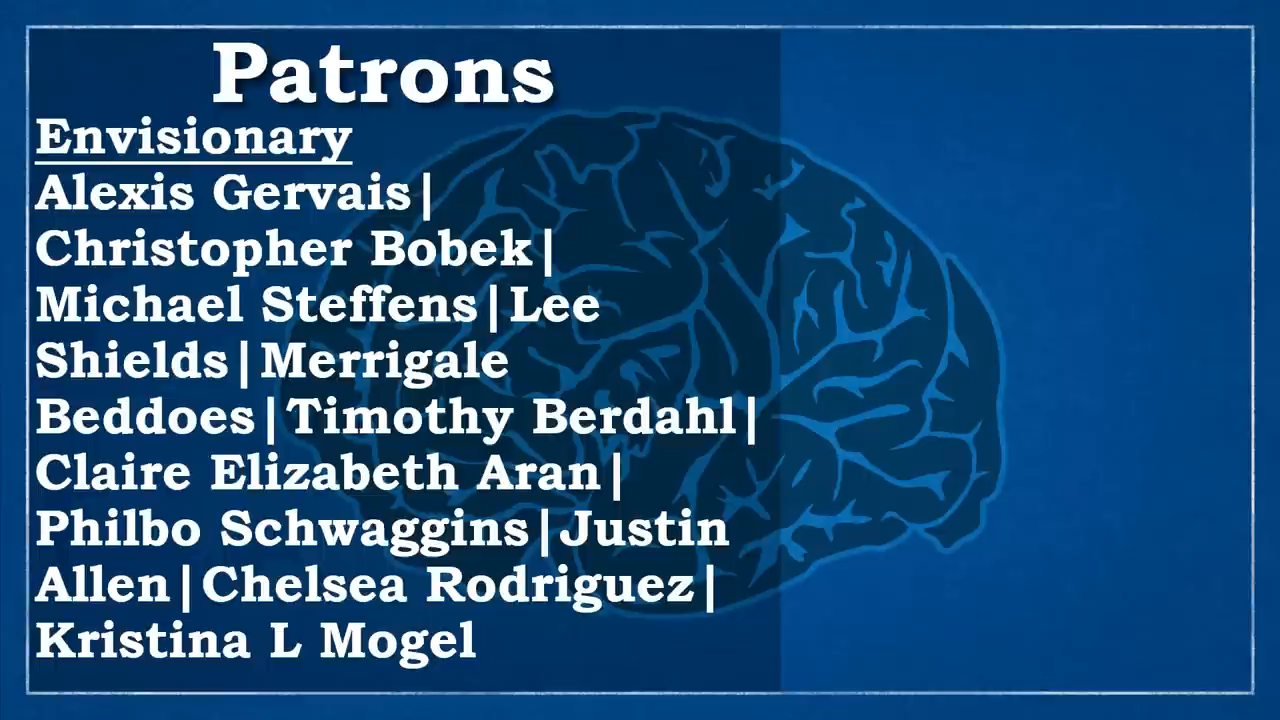 Patrons
Envisionary
Alexis Gervais|
Christopher Bobek|
Michael Steffens|Lee
Shields|Merrigale
Beddoes|Timothy Berdahl|
Claire Elizabeth Aran|
Philbo Schwaggins|Justin
Allen|Chelsea Rodriguez|
Kristina L Mogel